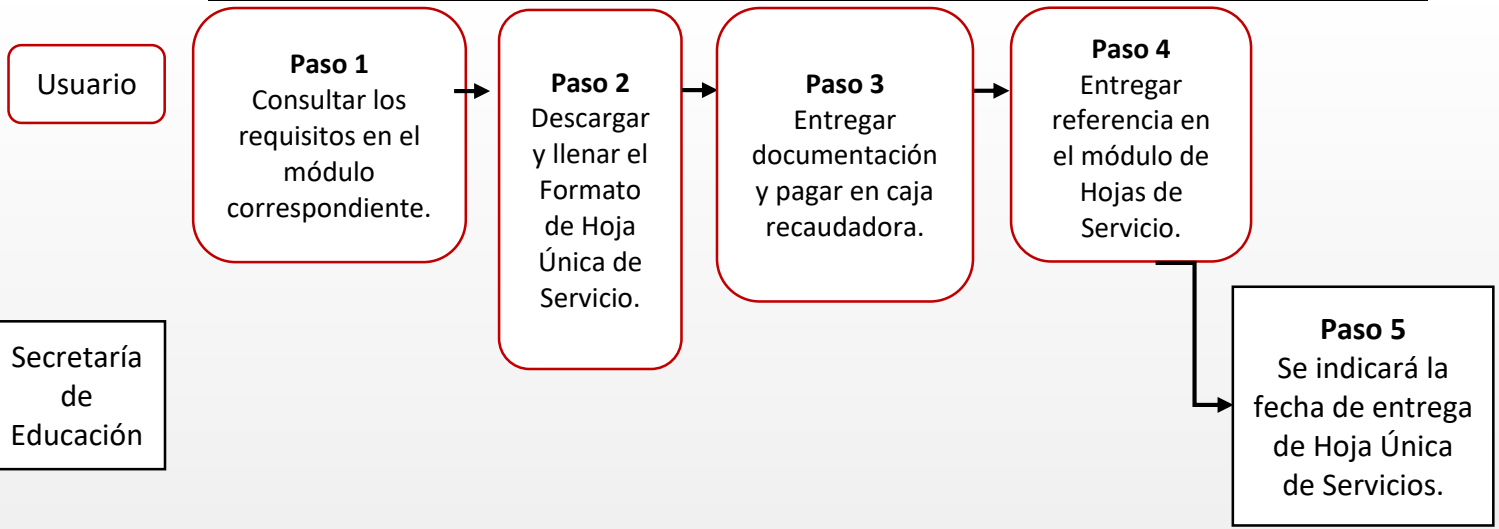 Usuario
Paso 1
Consultar los
requisitos en el
módulo
correspondiente.
Paso 2
Descargar
y llenar el
Formato
de Hoja
Única de
Servicio.
Paso 3
Entregar
documentación
y pagar en caja
recaudadora.
Paso 4
Entregar
referencia en
el módulo de
Hojas de
Servicio.
Secretaría
de
Educación
Paso 5
Se indicará la
fecha de entrega
de Hoja Única
de Servicios.